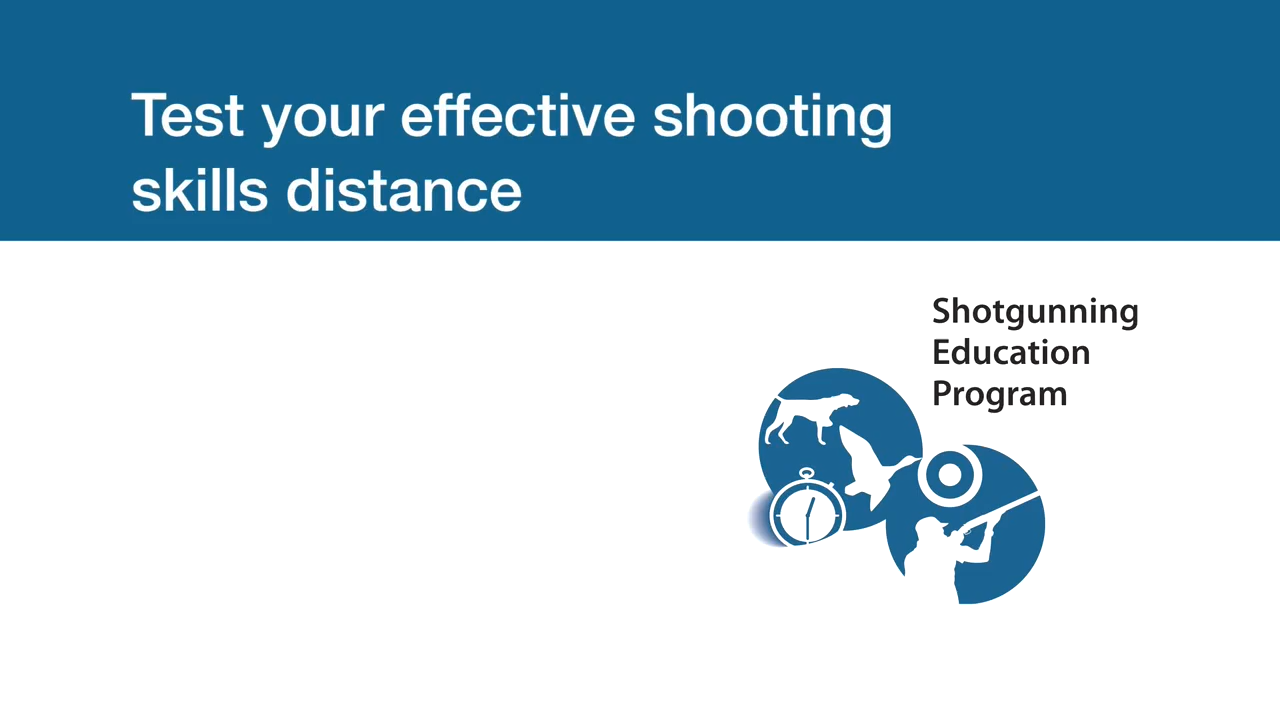 Test your effective shooting
skills distance
Shotgunning
Education
Program